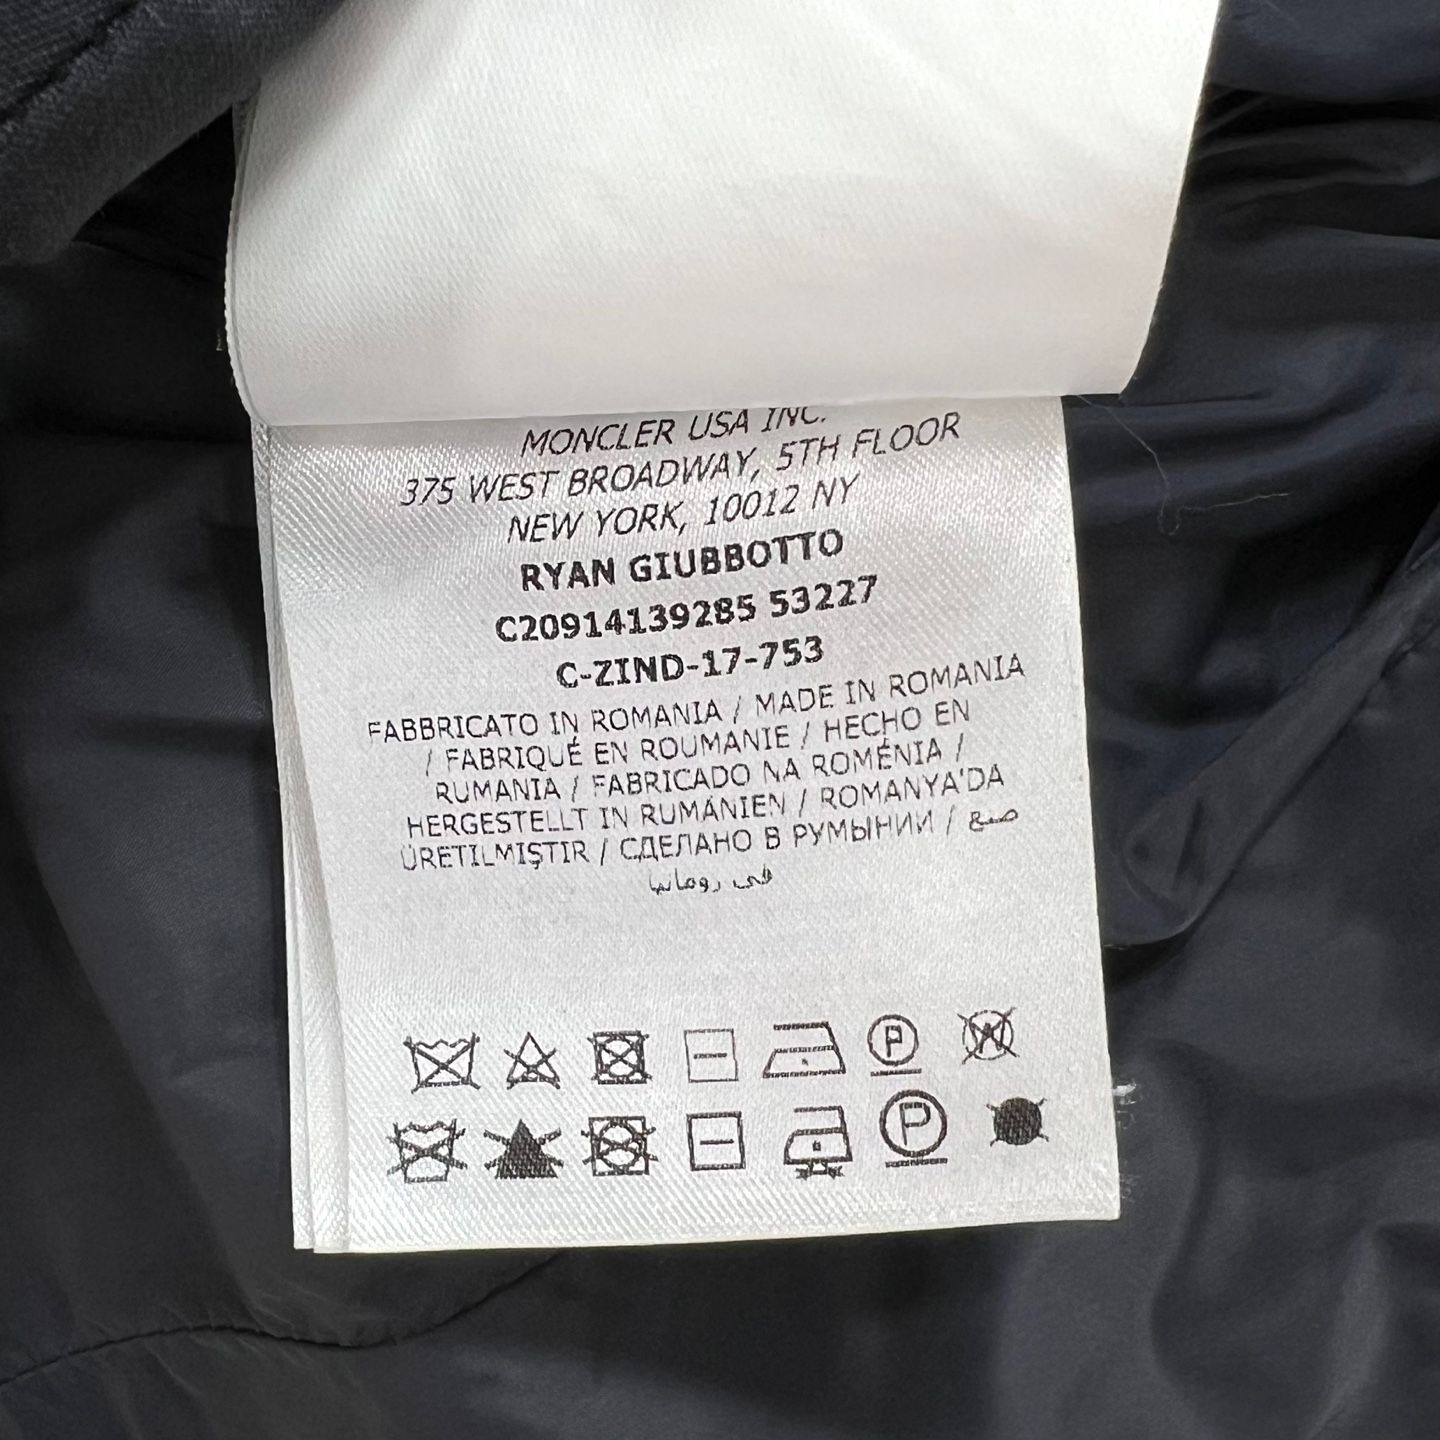 MONCLER USA INC.
375 WEST BROADWAY, 5TH FLOOR
NEW YORK, 10012 NY
RYAN GIUBBOTTO
C20914139285 53227
C-ZIND-17-753
FABBRICATO IN ROMANIA / MADE IN ROMANIA
/ FABRIQUÉ EN ROUMANIE / HECHO EN
RUMANIA / FABRICADO NA ROMÉNIA /
HERGESTELLT IN RUMÄNIEN / ROMANYA'DA
ÜRETILMIŞTIR / СДЕЛАНО В РУМЫНИИ / صنع
في رومانيا
P W
P